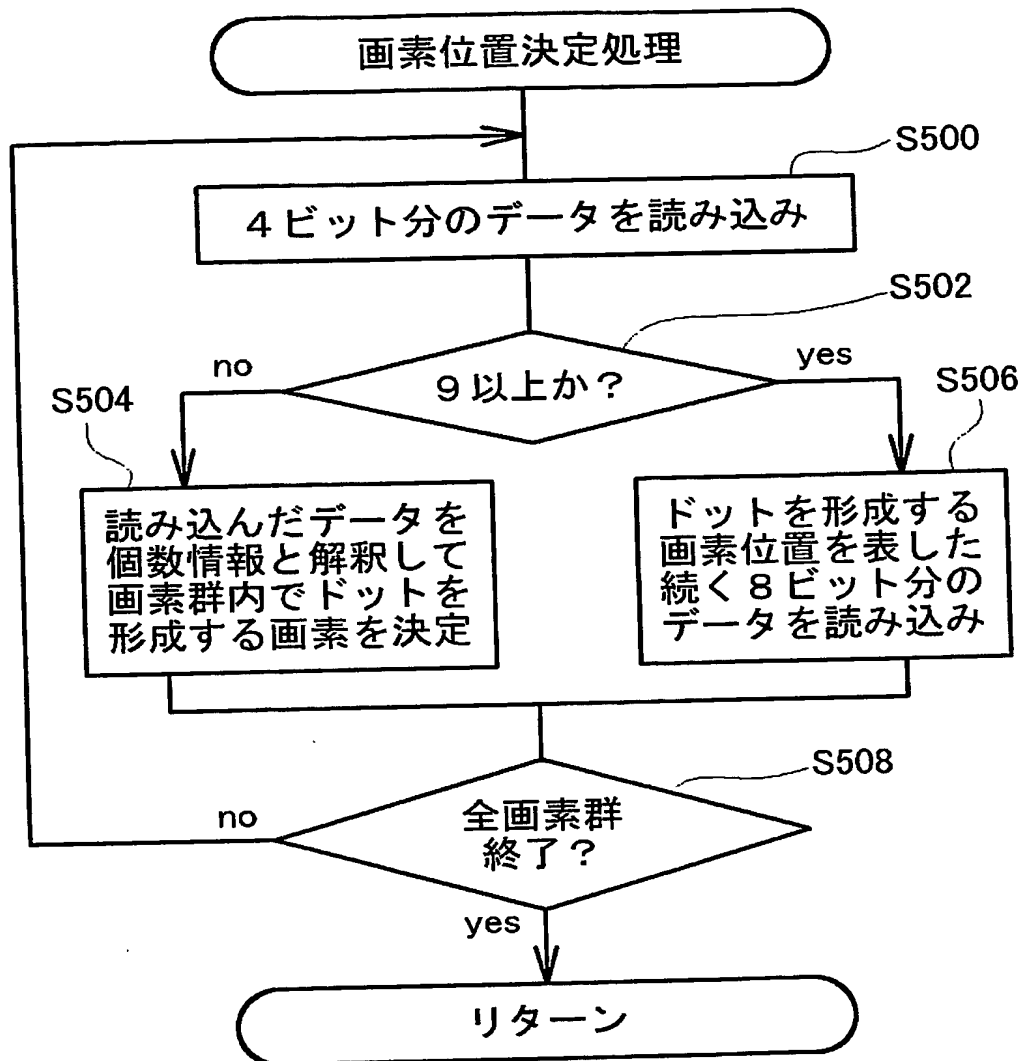 画素位置決定処理
S500
4ビット分のデータを読み込み
S502
no
9以上か?
yes
S504
S506
読み込んだデータを
個数情報と解釈して
画素群内でドットを
形成する画素を決定
ドットを形成する
画素位置を表した
続く8ビット分の
データを読み込み
S508
no
全画素群
終了?
yes
リターン